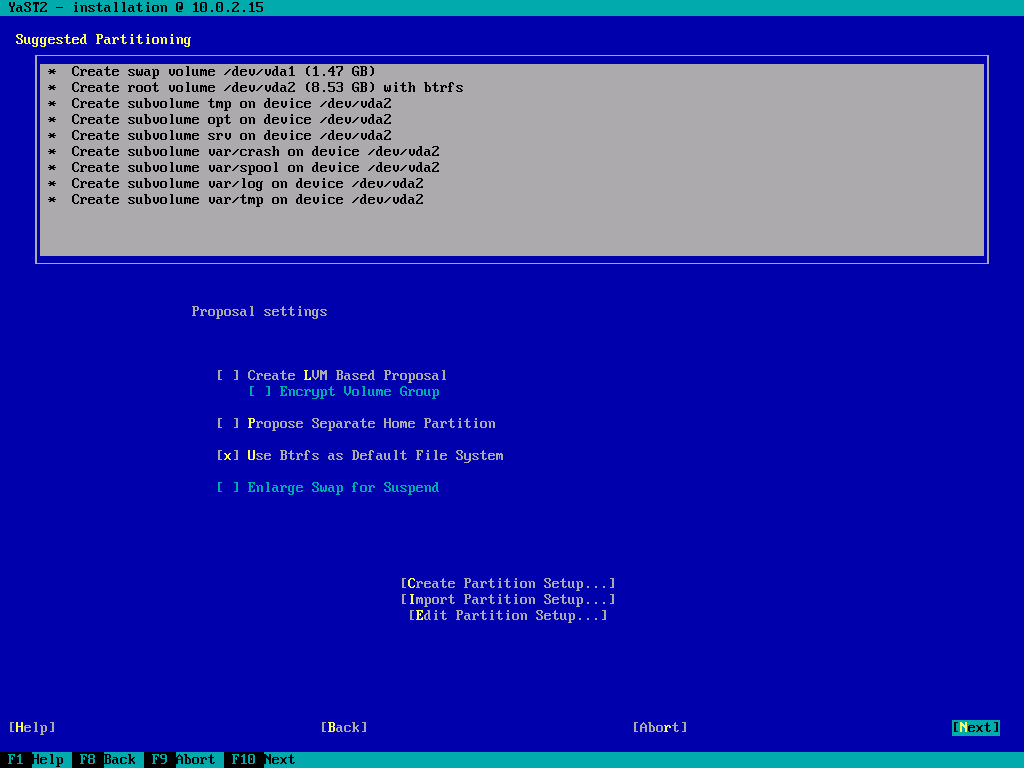 YaST2 - installation @ 10.0.2.15
Suggested Partitioning
* Create swap volume /dev/vda1 (1.47 GB)
* Create root volume /dev/vda2 (8.53 GB) with btrfs
* Create subvolume tmp on device /dev/vda2
* Create subvolume opt on device /dev/vda2
* Create subvolume srv on device /dev/vda2
* Create subvolume var/crash on device /dev/vda2
* Create subvolume var/spool on device /dev/vda2
* Create subvolume var/log on device /dev/vda2
* Create subvolume var/tmp on device /dev/vda2
Proposal settings
[ ] Create LVM Based Proposal
[ ] Encrypt Volume Group
[ ] Propose Separate Home Partition
[x] Use Btrfs as Default File System
[ ] Enlarge Swap for Suspend
[Create Partition Setup...]
[Import Partition Setup...]
[Edit Partition Setup...]
[Help] [Back] [Abort] [Next]
F1 Help F8 Back F9 Abort F10 Next